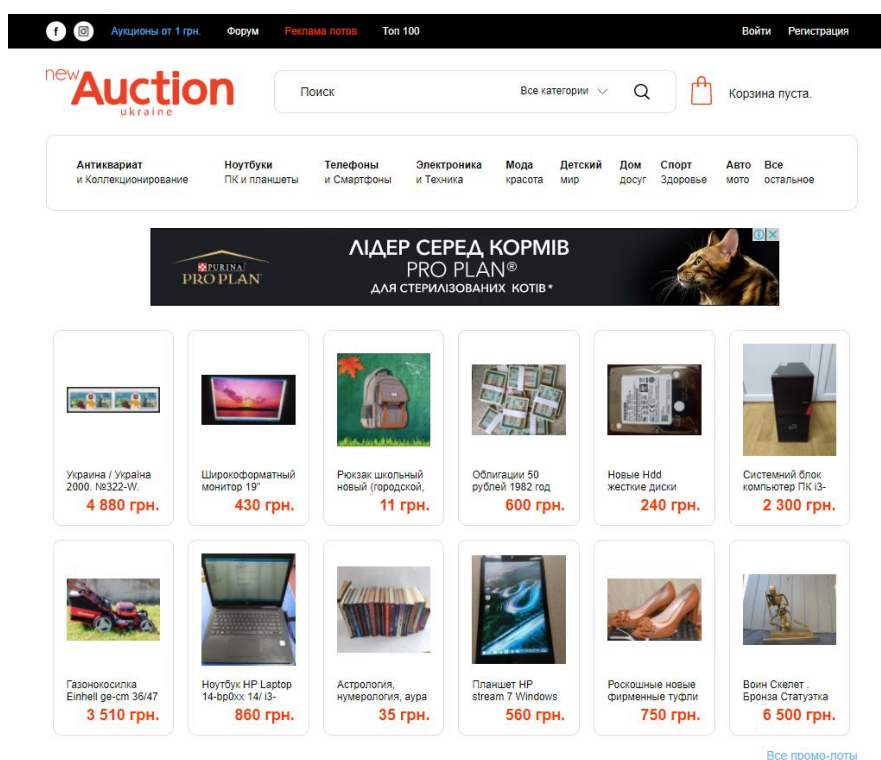 Аукционы от 1 грн. Форум Реклама лотов Топ 100 Войти Регистрация
new
Auction
ukraine
Поиск Все категории
Корзина пуста.
Антиквариат Ноутбуки Телефоны Электроника Мода Детский Дом Спорт Авто Все
и Коллекционирование ПК и планшеты и Смартфоны и Техника красота мир досуг Здоровье мото остальное
PURINA
PRO PLAN
ЛІДЕР СЕРЕД КОРМІВ
PRO PLAN®
ДЛЯ СТЕРИЛІЗОВАНИХ КОТІВ*
Украина / Україна
2000. №322-W.
4 880 грн.
Широкоформатный
монитор 19"
430 грн.
Рюкзак школьный
новый (городской,
11 грн.
Облигации 50
рублей 1982 год
600 грн.
Новые Hdd
жесткие диски
240 грн.
Системний блок
компьютер ПК i3-
2 300 грн.
Газонокосилка
Einhell ge-cm 36/47
3 510 грн.
Ноутбук HP Laptop
14-bp0xx 14/ i3-
860 грн.
Астрология,
нумерология, аура
35 грн.
Планшет HP
stream 7 Windows
560 грн.
Роскошные новые
фирменные туфли
750 грн.
Воин Скелет .
Бронза Статуэтка
6 500 грн.
Все промо-лоты